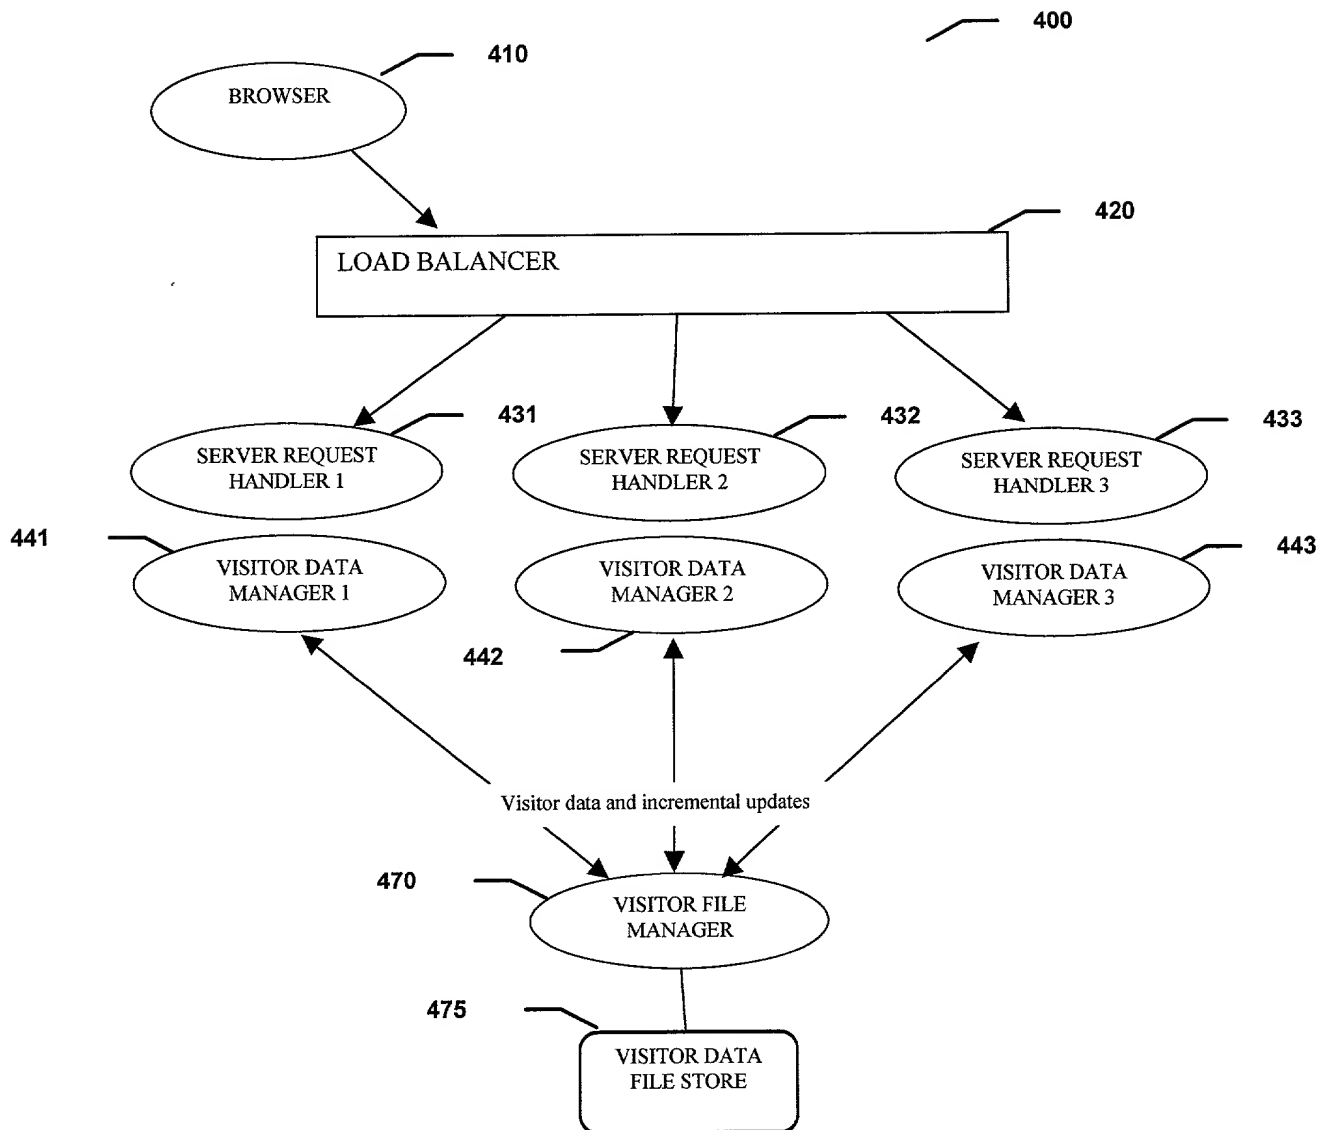 400
410
BROWSER
420
LOAD BALANCER
431
432
433
SERVER REQUEST
HANDLER 1
SERVER REQUEST
HANDLER 2
SERVER REQUEST
HANDLER 3
441
443
VISITOR DATA
MANAGER 1
VISITOR DATA
MANAGER 2
VISITOR DATA
MANAGER 3
442
Visitor data and incremental updates
470
VISITOR FILE
MANAGER
475
VISITOR DATA
FILE STORE